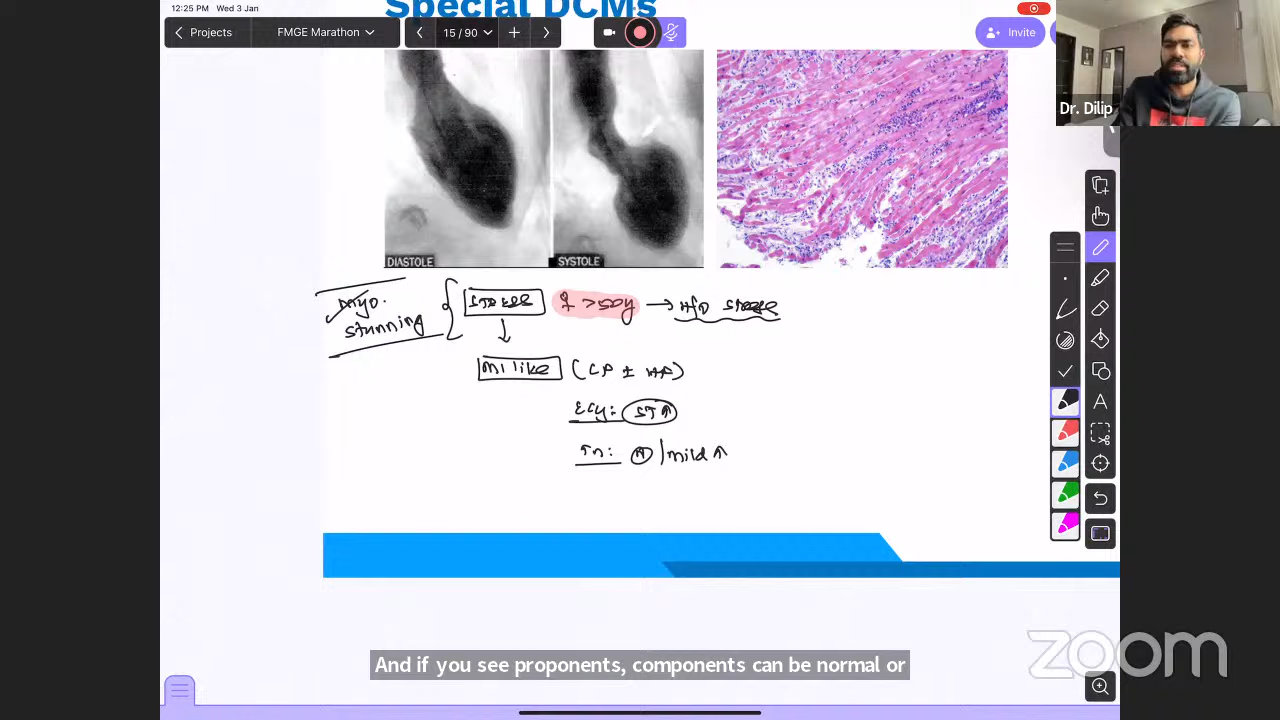 12:25 PM Wed 3 Jan
Special DCMs
Projects
FMGE Marathon
15 / 90
Invite
Dr. Dilip
DIASTOLE
SYSTOLE
myo.
stunning
stress
♀ >50y → H/O stress
MI like (CP ± HF)
ECG: ST↑
Tn: N / mild ↑
And if you see proponents, components can be normal or
zoom